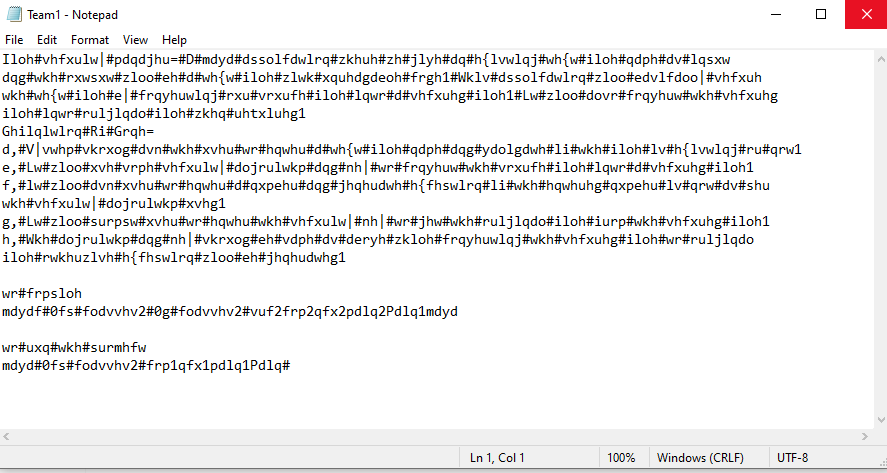 Team1 - Notepad
File Edit Format View Help
Iloh#vhfxulw|#pdqdjhu=#D#mdyd#dssolfdwlrq#zkhuh#zh#jlyh#dq#h{lvwlqj#wh{w#iloh#qdph#dv#lqsxw
dqg#wkh#rxwsxw#zloo#eh#d#wh{w#iloh#zlwk#xquhdgdeoh#frgh1#Wklv#dssolfdwlrq#zloo#edvlfdoo|#vhfxuh
wkh#wh{w#iloh#e|#frqyhuwlqj#rxu#vrxufh#iloh#lqwr#d#vhfxuhg#iloh1#Lw#zloo#dovr#frqyhuw#wkh#vhfxuhg
iloh#lqwr#ruljlqdo#iloh#zkhq#uhtxluhg1
Ghilqlwlrq#Ri#Grqh=
d,#V|vwhp#vkrxog#dvn#wkh#xvhu#wr#hqwhu#d#wh{w#iloh#qdph#dqg#ydolgdwh#li#wkh#iloh#lv#h{lvwlqj#ru#qrw1
e,#Lw#zloo#xvh#vrph#vhfxulw|#dojrulwkp#dqg#nh|#wr#frqyhuw#wkh#vrxufh#iloh#lqwr#d#vhfxuhg#iloh1
f,#lw#zloo#dvn#xvhu#wr#hqwhu#d#qxpehu#dqg#jhqhudwh#h{fhswlrq#li#wkh#hqwhuhg#qxpehu#lv#qrw#dv#shu
wkh#vhfxulw|#dojrulwkp#xvhg1
g,#Lw#zloo#surpsw#xvhu#wr#hqwhu#wkh#vhfxulw|#nh|#wr#jhw#wkh#ruljlqdo#iloh#iurp#wkh#vhfxuhg#iloh1
h,#Wkh#dojrulwkp#dqg#nh|#vkrxog#eh#vdph#dv#deryh#zkloh#frqyhuwlqj#wkh#vhfxuhg#iloh#wr#ruljlqdo
iloh#rwkhuzlvh#h{fhswlrq#zloo#eh#jhqhudwhg1
wr#frpsloh
mdydf#0fs#fodvvhv2#0g#fodvvhv2#vuf2frp2qfx2pdlq2Pdlq1mdyd
wr#uxq#wkh#surmhfw
mdyd#0fs#fodvvhv2#frp1qfx1pdlq1Pdlq#
Ln 1, Col 1 100% Windows (CRLF) UTF-8